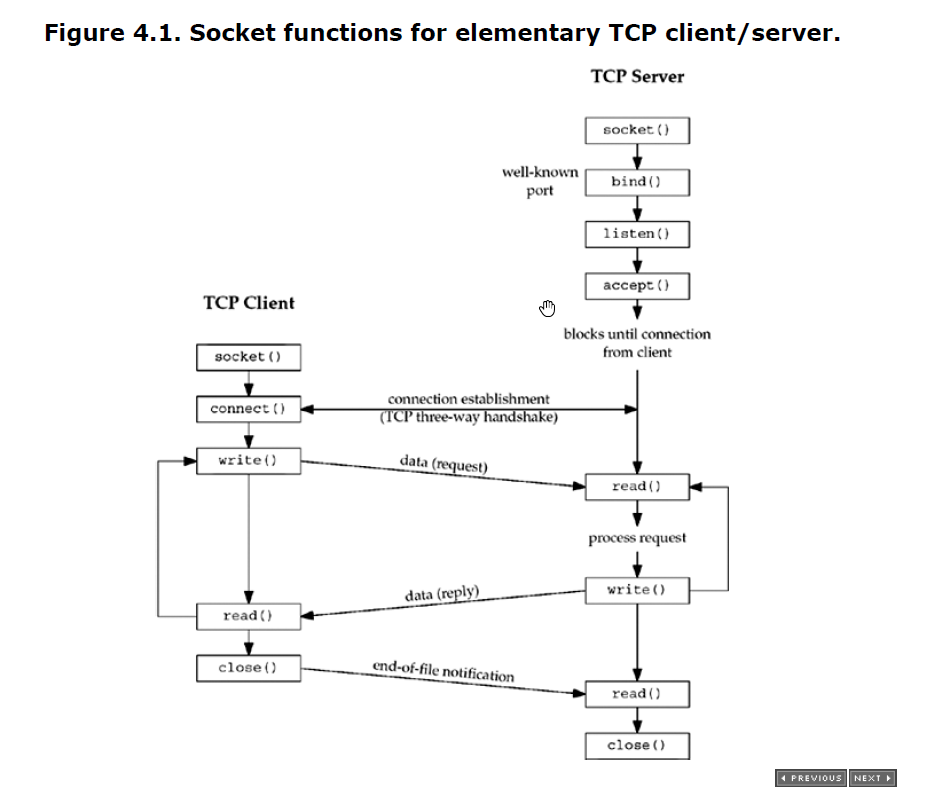 Figure 4.1. Socket functions for elementary TCP client/server.
TCP Server
socket()
well-known
port
bind()
listen()
accept()
blocks until connection
from client
TCP Client
socket()
connect()
connection establishment
(TCP three-way handshake)
write()
data (request)
read()
process request
write()
data (reply)
read()
close()
end-of-file notification
read()
close()
PREVIOUS
NEXT